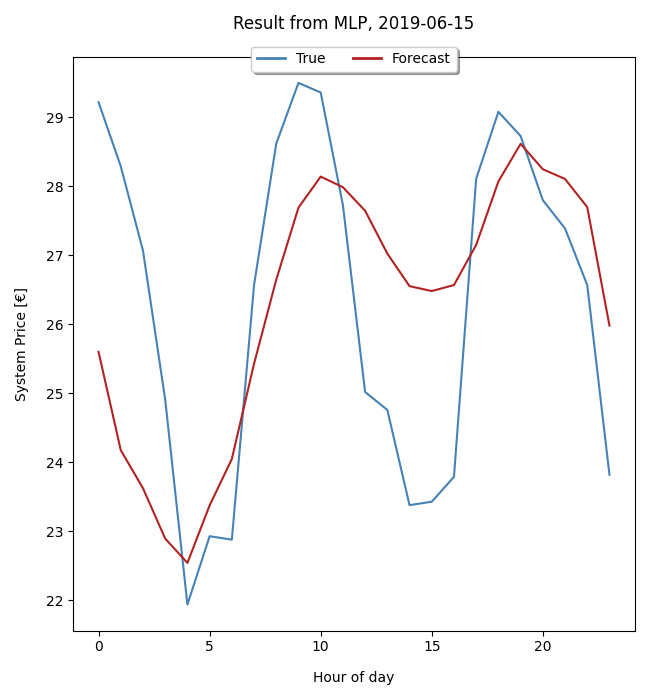 Result from MLP, 2019-06-15
True Forecast
29
28
27
26
25
24
23
22
System Price [€]
0 5 10 15 20
Hour of day